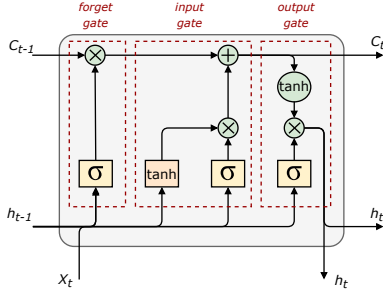 forget gate
input gate
output gate
C_{t-1}
C_t
×
+
tanh
×
×
σ
tanh
σ
σ
h_{t-1}
h_t
X_t
h_t